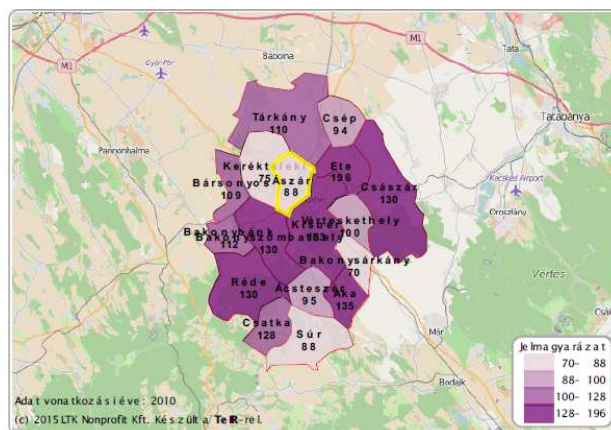 M1
Tata
Győr-Pér
Bábolna
M1
Tatabánya
Tárkány
110
Csép
94
Pannonhalma
Kerékteleki
75
Ete
196
Kecskéd Airport
Ászár
88
Császár
130
Bársonyos
109
Oroszlány
Kisbér
Vérteskethely
100
Bakonybánk
112
Bakonyszombathely
130
Bakonysárkány
70
Vértes
Réde
130
Ácsteszér
95
Aka
135
Csatka
128
Súr
88
Mór
Bodajk
Jelmagyarázat
70- 88
88- 100
100- 128
128- 196
Adat vonatkozási éve: 2010
(c) 2015 LTK Nonprofit Kft. Készült a TeIR-rel.